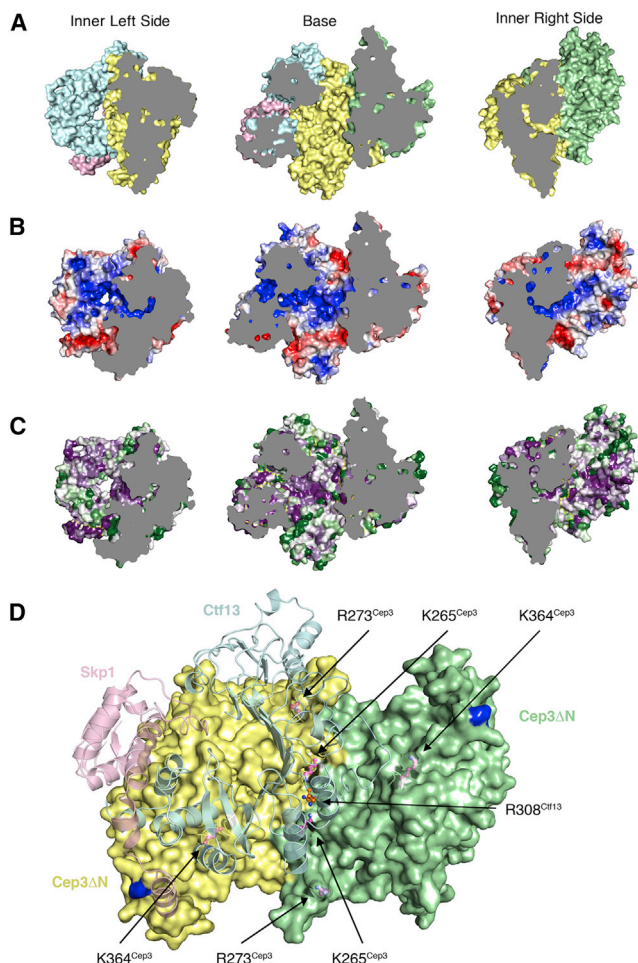 A
Inner Left Side
Base
Inner Right Side
B
C
D
Ctf13
R273Cep3
K265Cep3
K364Cep3
Skp1
Cep3ΔN
R308Ctf13
Cep3ΔN
K364Cep3
R273Cep3
K265Cep3